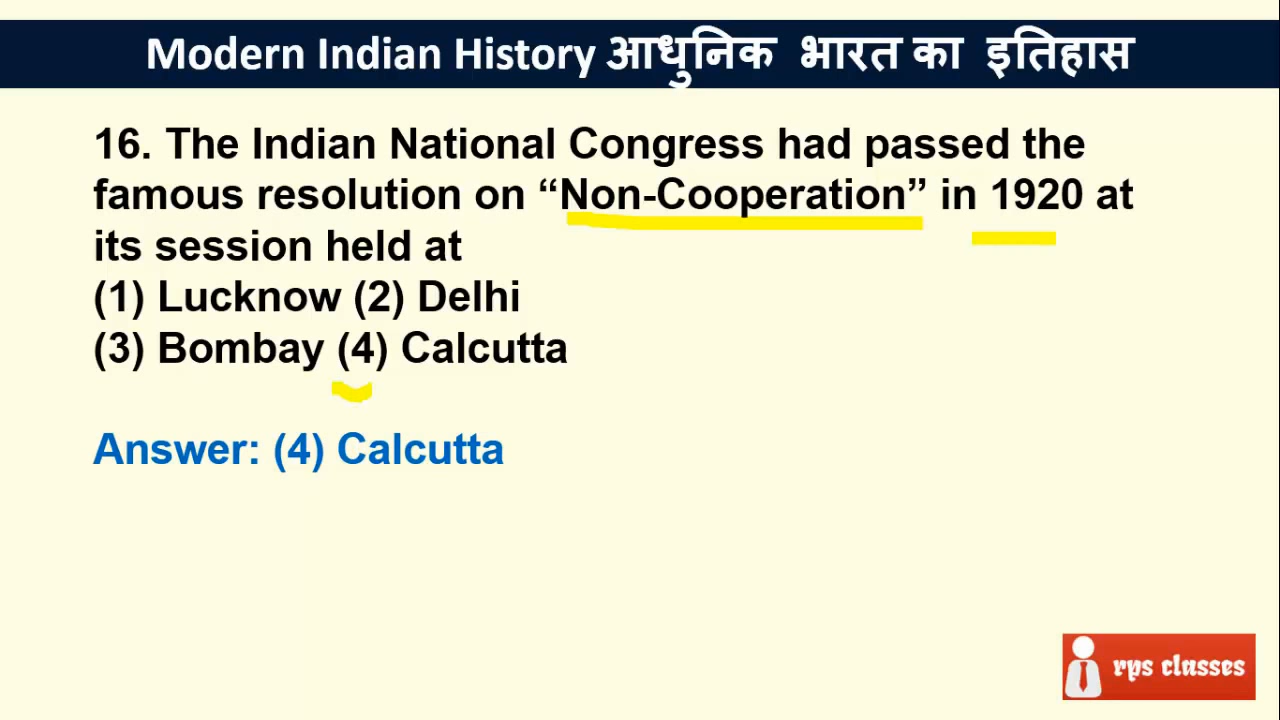 Modern Indian History आधुनिक भारत का इतिहास
16. The Indian National Congress had passed the
famous resolution on “Non-Cooperation” in 1920 at
its session held at
(1) Lucknow (2) Delhi
(3) Bombay (4) Calcutta
Answer: (4) Calcutta
rps classes